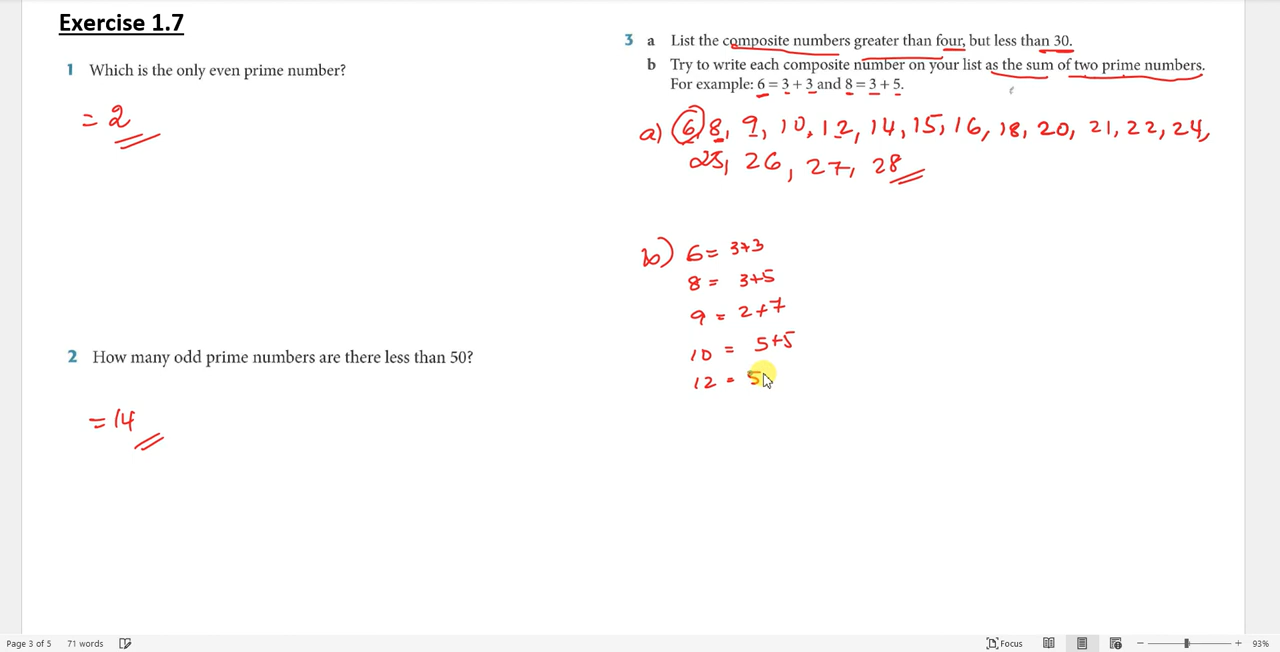 Exercise 1.7
1 Which is the only even prime number?
= 2
2 How many odd prime numbers are there less than 50?
= 14
3 a List the composite numbers greater than four, but less than 30.
b Try to write each composite number on your list as the sum of two prime numbers.
For example: 6 = 3 + 3 and 8 = 3 + 5.
a) 6, 8, 9, 10, 12, 14, 15, 16, 18, 20, 21, 22, 24,
25, 26, 27, 28
b) 6 = 3+3
8 = 3+5
9 = 2+7
10 = 5+5
12 = 5
Page 3 of 5 71 words Focus 93%